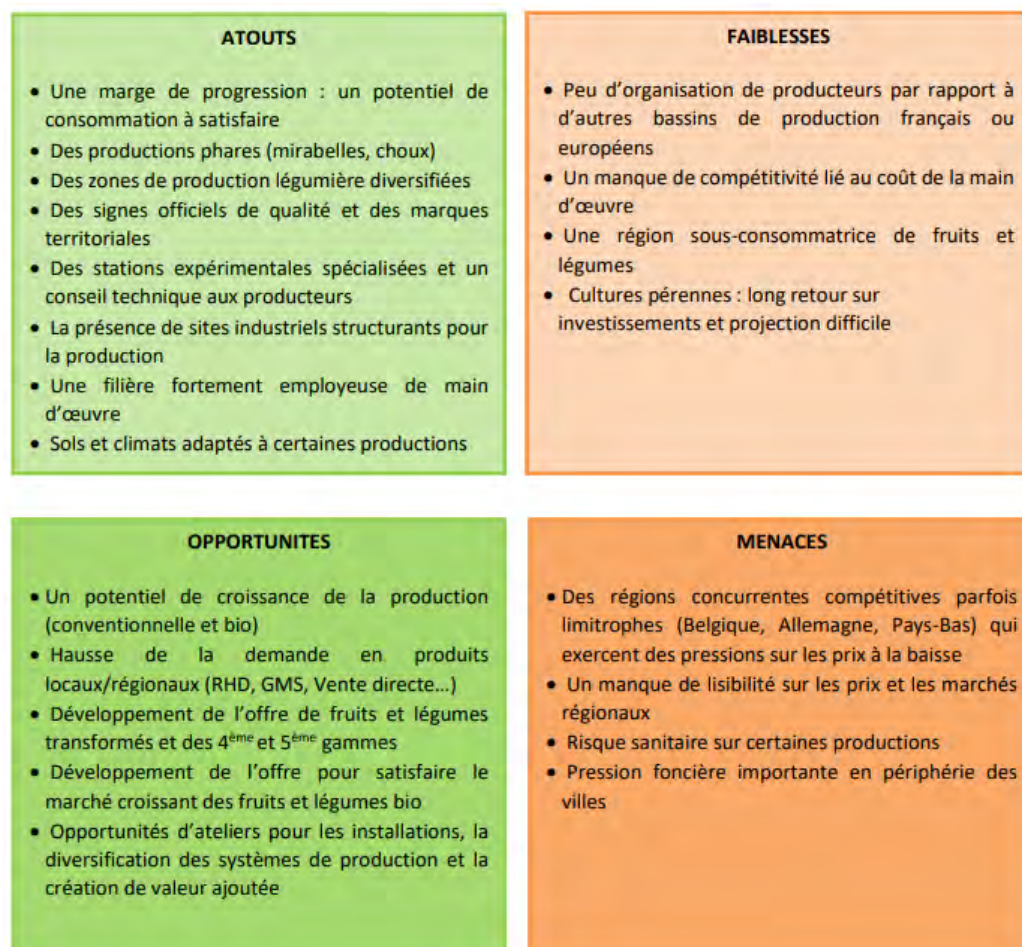 ATOUTS
• Une marge de progression : un potentiel de
consommation à satisfaire
• Des productions phares (mirabelles, choux)
• Des zones de production légumière diversifiées
• Des signes officiels de qualité et des marques
territoriales
• Des stations expérimentales spécialisées et un
conseil technique aux producteurs
• La présence de sites industriels structurants pour
la production
• Une filière fortement employeuse de main
d’œuvre
• Sols et climats adaptés à certaines productions
FAIBLESSES
• Peu d’organisation de producteurs par rapport à
d’autres bassins de production français ou
européens
• Un manque de compétitivité lié au coût de la main
d’œuvre
• Une région sous-consommatrice de fruits et
légumes
• Cultures pérennes : long retour sur
investissements et projection difficile
OPPORTUNITES
• Un potentiel de croissance de la production
(conventionnelle et bio)
• Hausse de la demande en produits
locaux/régionaux (RHD, GMS, Vente directe…)
• Développement de l’offre de fruits et légumes
transformés et des 4ème et 5ème gammes
• Développement de l’offre pour satisfaire le
marché croissant des fruits et légumes bio
• Opportunités d’ateliers pour les installations, la
diversification des systèmes de production et la
création de valeur ajoutée
MENACES
• Des régions concurrentes compétitives parfois
limitrophes (Belgique, Allemagne, Pays-Bas) qui
exercent des pressions sur les prix à la baisse
• Un manque de lisibilité sur les prix et les marchés
régionaux
• Risque sanitaire sur certaines productions
• Pression foncière importante en périphérie des
villes